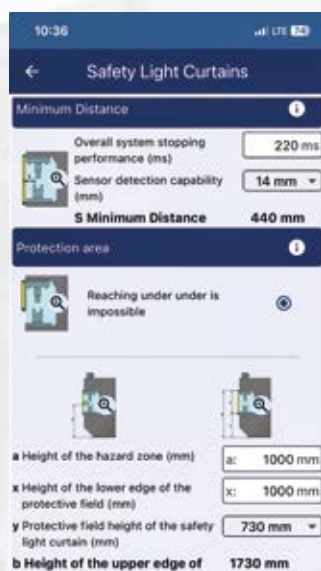 10:36
LTE 24
Safety Light Curtains
Minimum Distance
Overall system stopping
performance (ms)
220 ms
Sensor detection capability
(mm)
14 mm
S Minimum Distance 440 mm
Protection area
Reaching under under is
impossible
a Height of the hazard zone (mm)
a: 1000 mm
x Height of the lower edge of the
protective field (mm)
x: 1000 mm
y Protective field height of the safety
light curtain (mm)
730 mm
b Height of the upper edge of 1730 mm